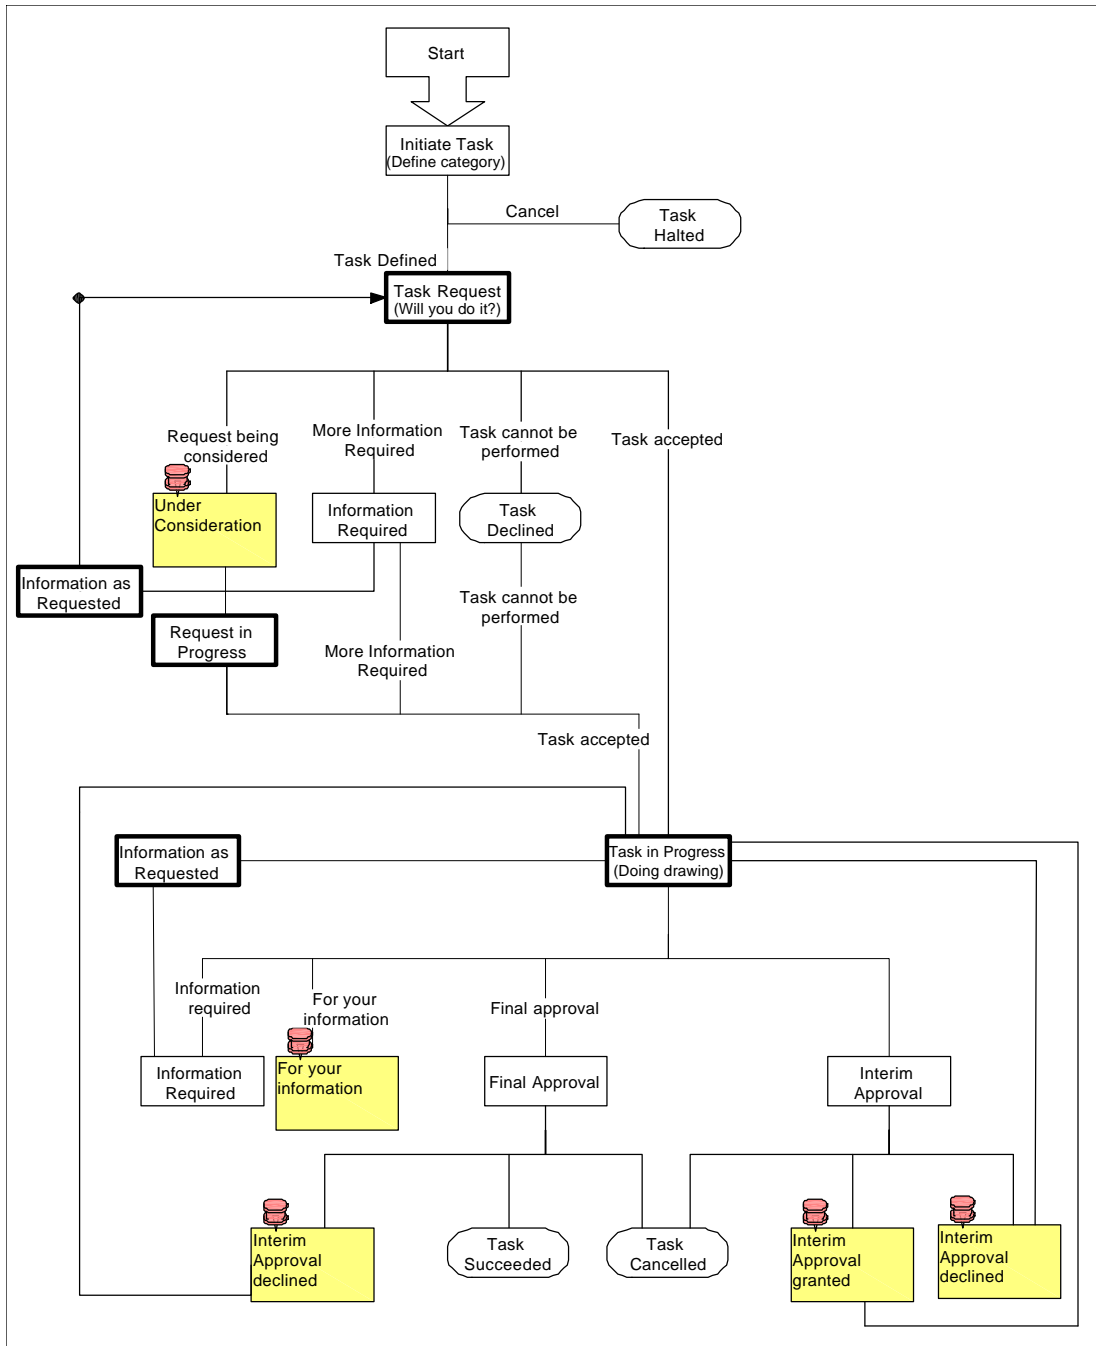 Start
Initiate Task
(Define category)
Cancel
Task
Halted
Task Defined
Task Request
(Will you do it?)
Request being
considered
More Information
Required
Task cannot be
performed
Task accepted
Under
Consideration
Information
Required
Task
Declined
Information as
Requested
Request in
Progress
More Information
Required
Task cannot be
performed
Task accepted
Information as
Requested
Task in Progress
(Doing drawing)
Information
required
For your
information
Final approval
Information
Required
For your
information
Final Approval
Interim
Approval
Interim
Approval
declined
Task
Succeeded
Task
Cancelled
Interim
Approval
granted
Interim
Approval
declined